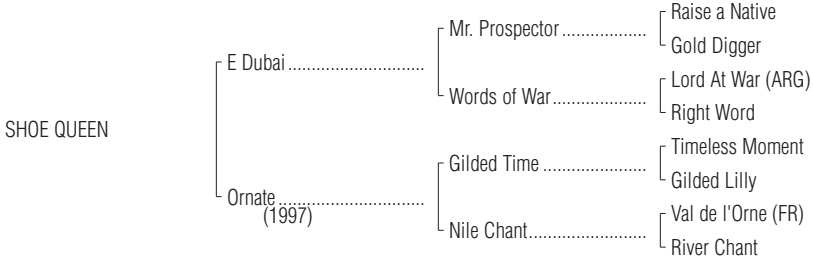 Raise a Native
Mr. Prospector...................
Gold Digger
E Dubai.............................
Lord At War (ARG)
Words of War....................
Right Word
SHOE QUEEN
Timeless Moment
Gilded Time ......................
Gilded Lilly
Ornate...............................
(1997)
Val de l'Orne (FR)
Nile Chant.........................
River Chant